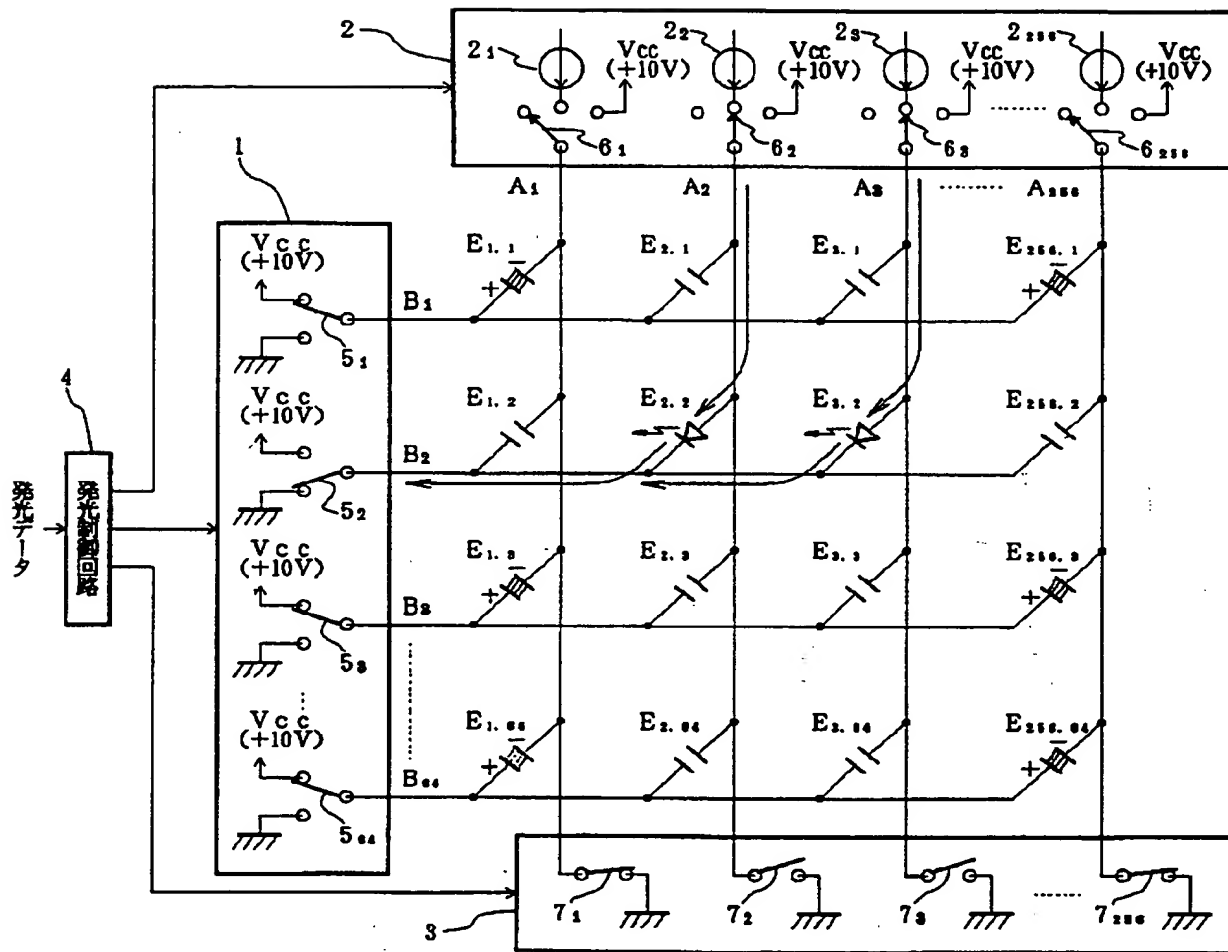 2
2₁
2₂
2₃
2₂₅₆
Vcc
(+10V)
Vcc
(+10V)
Vcc
(+10V)
Vcc
(+10V)
6₁
6₂
6₃
6₂₅₆
1
A₁
A₂
A₃
A₂₅₆
Vcc
(+10V)
B₁
5₁
E₁.₁
E₂.₁
E₃.₁
E₂₅₆.₁
+ −
+ −
4
発光データ
発光制御回路
Vcc
(+10V)
B₂
5₂
E₁.₂
E₂.₂
E₃.₂
E₂₅₆.₂
Vcc
(+10V)
B₃
5₃
E₁.₃
E₂.₃
E₃.₃
E₂₅₆.₃
+ −
+ −
Vcc
(+10V)
B₆₄
5₆₄
E₁.₆₄
E₂.₆₄
E₃.₆₄
E₂₅₆.₆₄
+ −
+ −
3
7₁
7₂
7₃
7₂₅₆